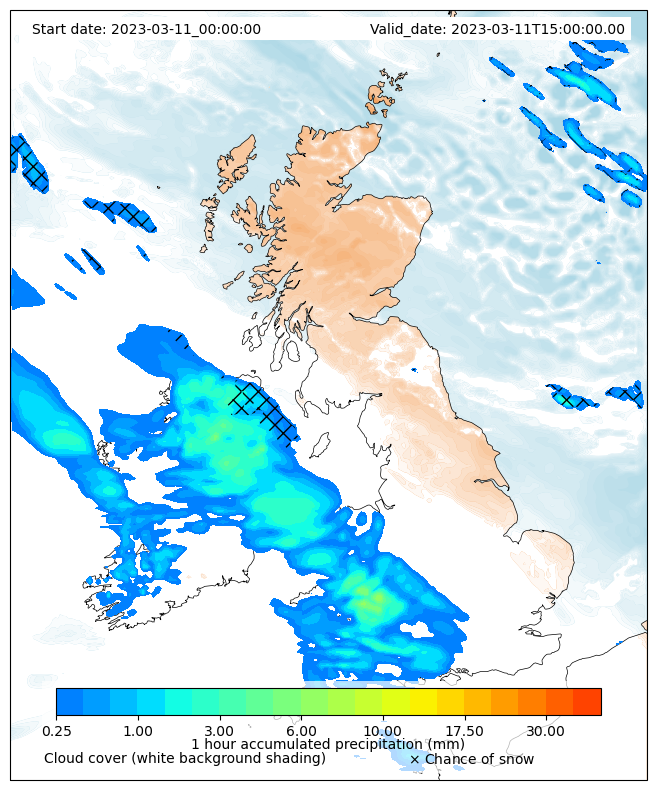 Start date: 2023-03-11_00:00:00 Valid_date: 2023-03-11T15:00:00.00
0.25 1.00 3.00 6.00 10.00 17.50 30.00
1 hour accumulated precipitation (mm)
Cloud cover (white background shading) × Chance of snow